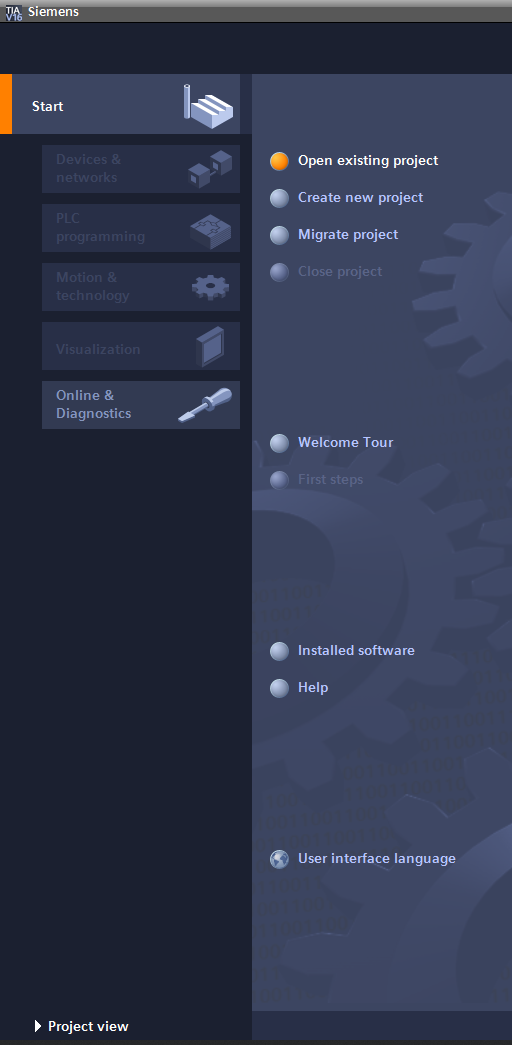 TIA
V16
Siemens
Start
Devices &
networks
PLC
programming
Motion &
technology
Visualization
Online &
Diagnostics
Open existing project
Create new project
Migrate project
Close project
Welcome Tour
First steps
Installed software
Help
User interface language
Project view